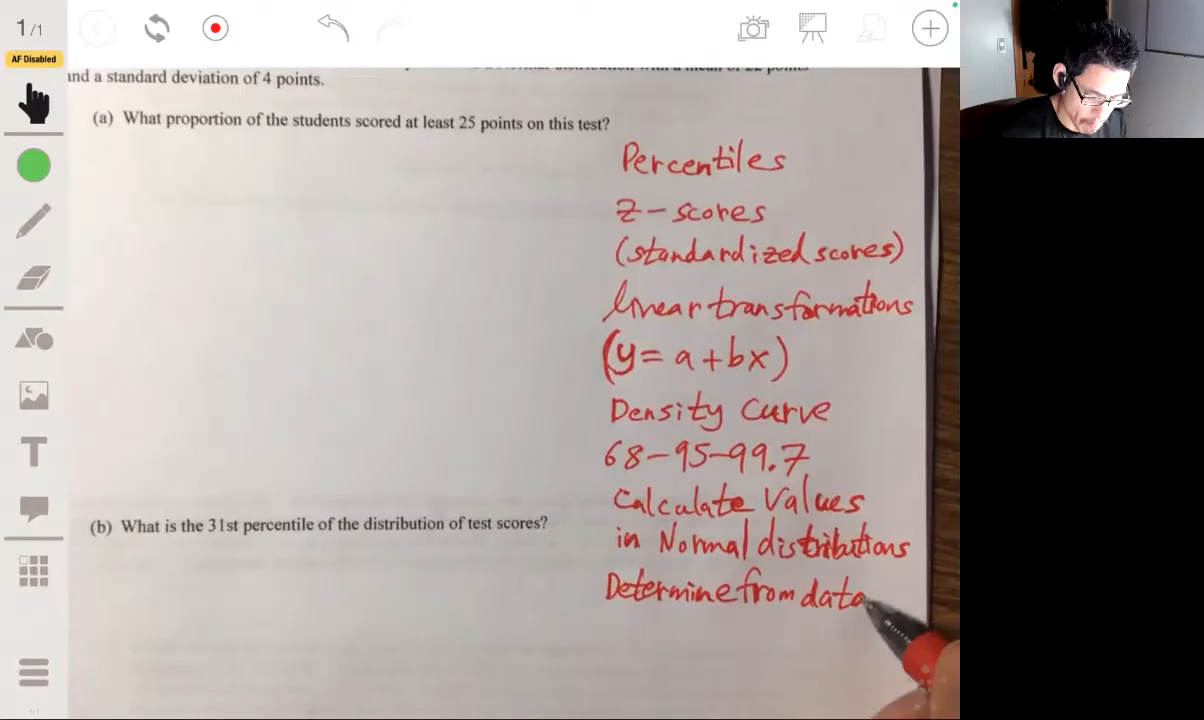 1/1
AF Disabled
and a standard deviation of 4 points.
(a) What proportion of the students scored at least 25 points on this test?
Percentiles
z-scores
(standardized scores)
linear transformations
(y = a + bx)
Density Curve
68-95-99.7
Calculate Values
in Normal distributions
(b) What is the 31st percentile of the distribution of test scores?
Determine from data
T